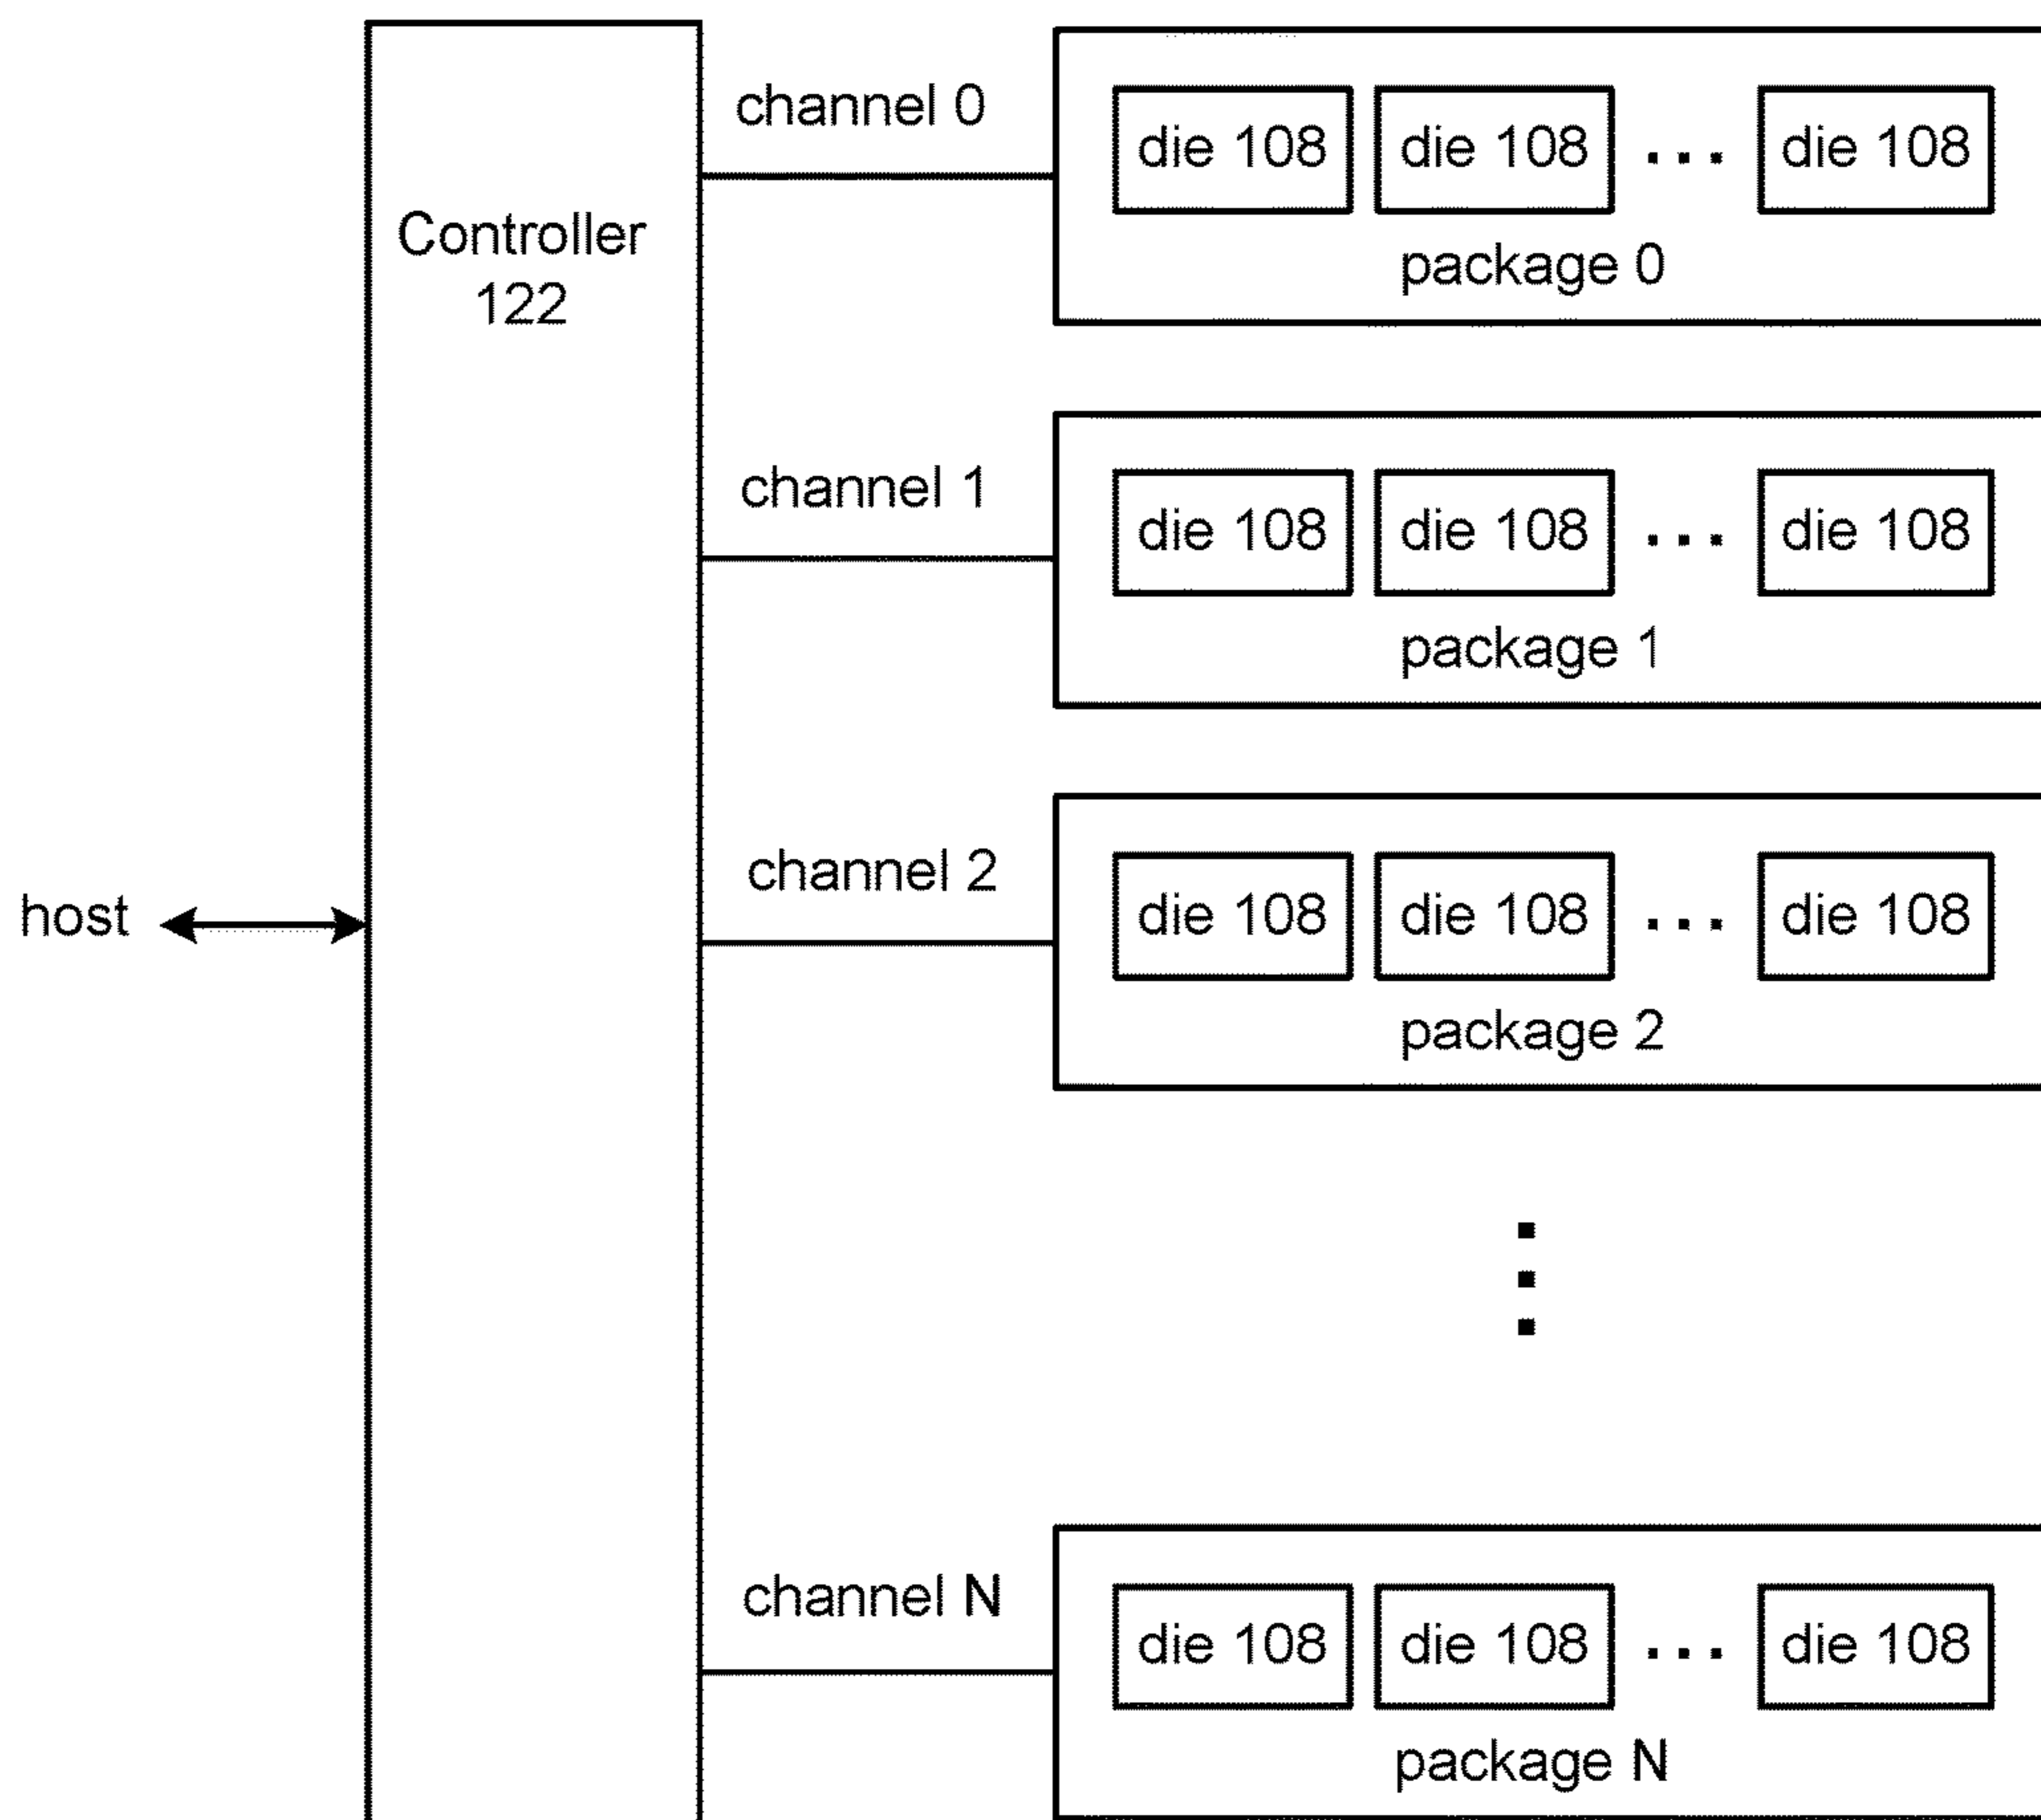 channel 0
die 108 die 108 ... die 108
Controller
122
package 0
channel 1
die 108 die 108 ... die 108
package 1
channel 2
host
die 108 die 108 ... die 108
package 2
channel N
die 108 die 108 ... die 108
package N